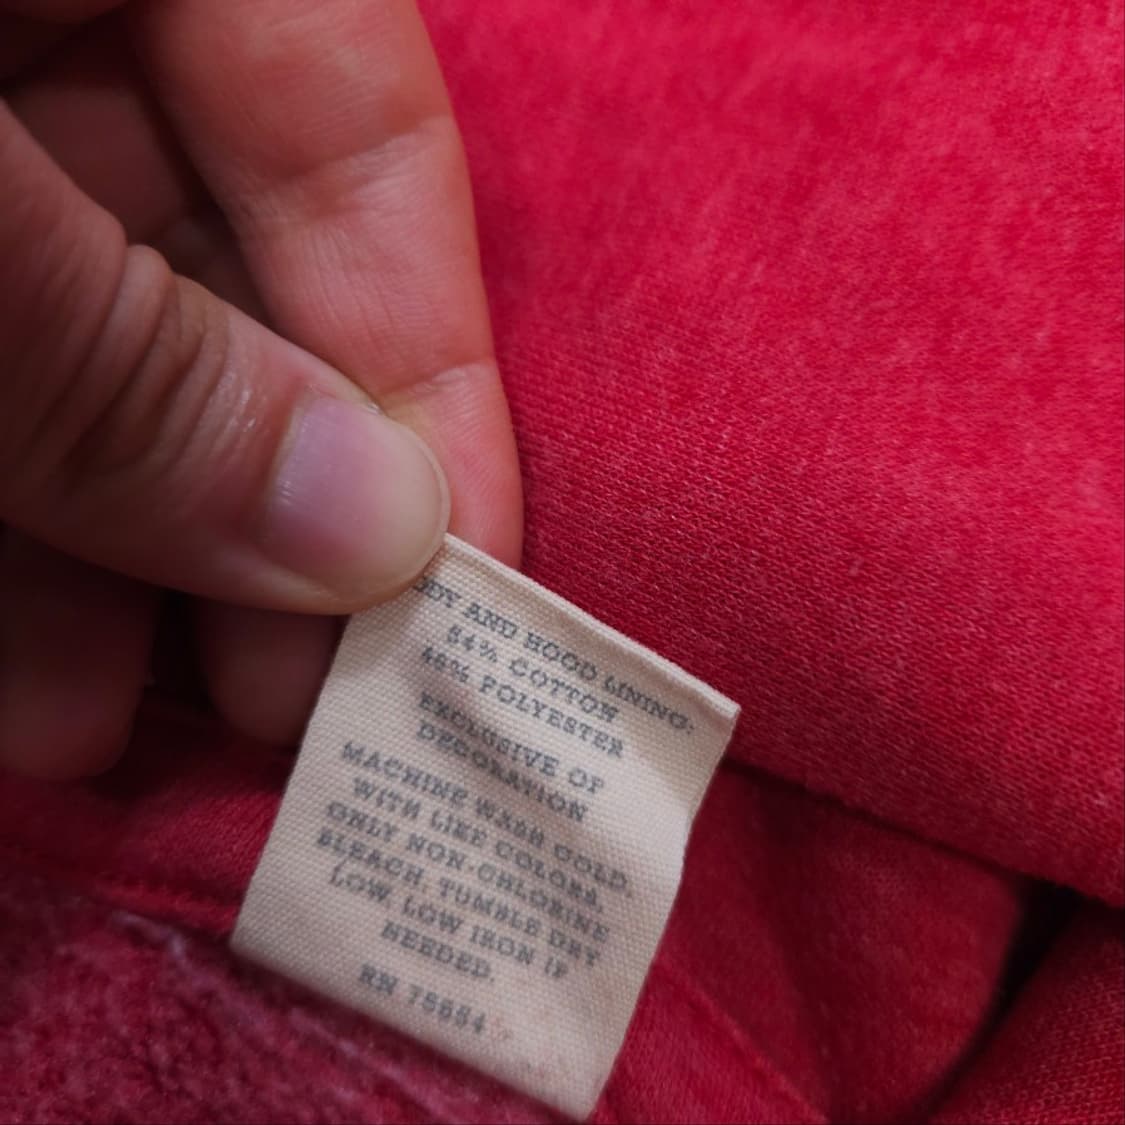 AND HOOD LINING:
54% COTTON
46% POLYESTER
EXCLUSIVE OF
DECORATION
MACHINE WASH COLD,
WITH LIKE COLORS,
ONLY NON-CHLORINE
BLEACH. TUMBLE DRY
LOW. LOW IRON IF
NEEDED.
RN 75654